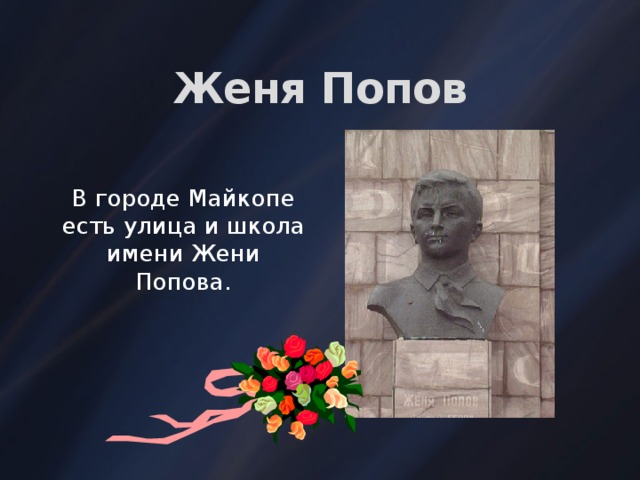 Женя Попов
В городе Майкопе
есть улица и школа
имени Жени
Попова.
ЖЕНЯ ПОПОВ